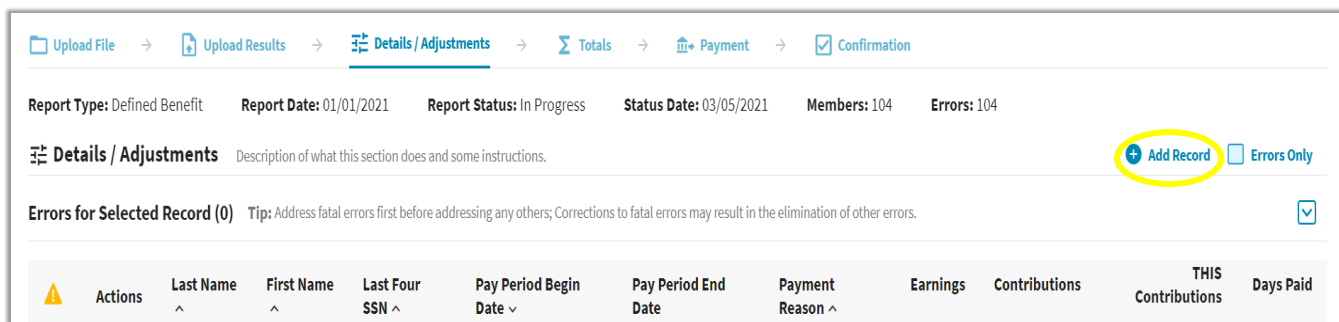 Upload File → Upload Results → Details / Adjustments → Totals → Payment → Confirmation
Report Type: Defined Benefit Report Date: 01/01/2021 Report Status: In Progress Status Date: 03/05/2021 Members: 104 Errors: 104
Details / Adjustments Description of what this section does and some instructions. Add Record Errors Only
Errors for Selected Record (0) Tip: Address fatal errors first before addressing any others; Corrections to fatal errors may result in the elimination of other errors.
Actions Last Name First Name Last Four SSN Pay Period Begin Date Pay Period End Date Payment Reason Earnings Contributions THIS Contributions Days Paid